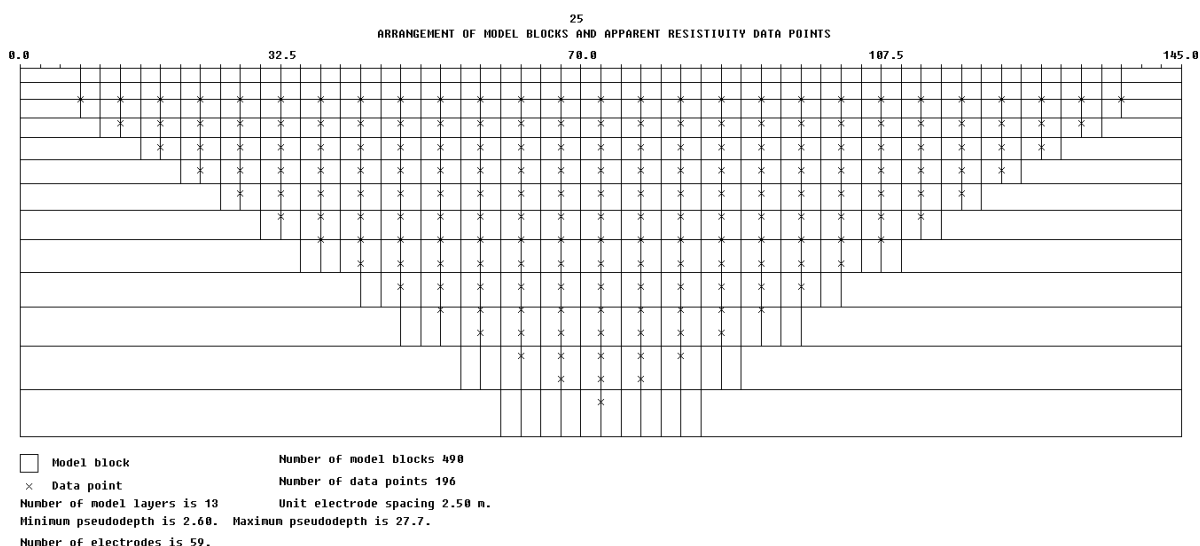 25
ARRANGEMENT OF MODEL BLOCKS AND APPARENT RESISTIVITY DATA POINTS
0.0 32.5 70.0 107.5 145.0
Model block Number of model blocks 490
Data point Number of data points 196
Number of model layers is 13 Unit electrode spacing 2.50 m.
Minimum pseudodepth is 2.60. Maximum pseudodepth is 27.7.
Number of electrodes is 59.